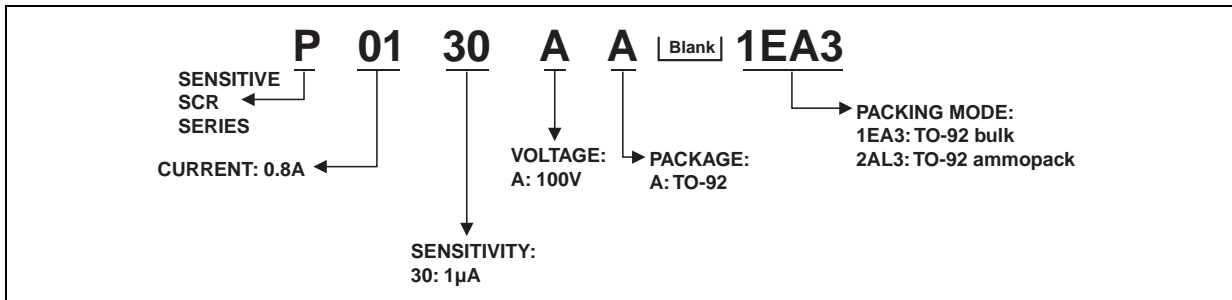 P 01 30 A A Blank 1EA3
SENSITIVE
SCR
SERIES
CURRENT: 0.8A
SENSITIVITY:
30: 1µA
VOLTAGE:
A: 100V
PACKAGE:
A: TO-92
PACKING MODE:
1EA3: TO-92 bulk
2AL3: TO-92 ammopack